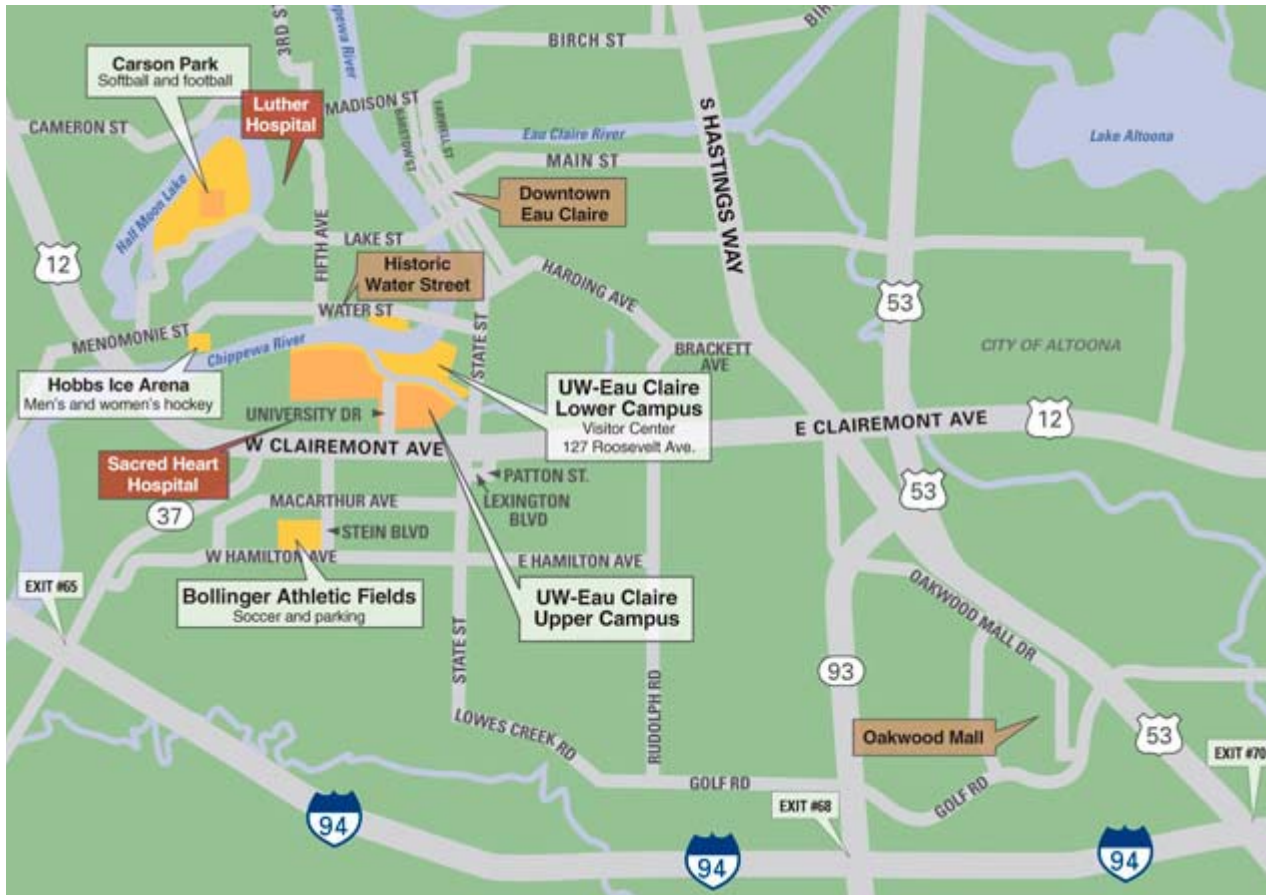 3RD ST
Chippewa River
BIRCH ST
BIR
Carson Park
Softball and football
Luther
Hospital
MADISON ST
CAMERON ST
BARSTOW ST
FARWELL ST
Eau Claire River
MAIN ST
S HASTINGS WAY
Lake Altoona
Half Moon Lake
Downtown
Eau Claire
FIFTH AVE
LAKE ST
12
Historic
Water Street
HARDING AVE
53
WATER ST
MENOMONIE ST
Chippewa River
STATE ST
BRACKETT
AVE
CITY OF ALTOONA
Hobbs Ice Arena
Men's and women's hockey
UW-Eau Claire
Lower Campus
Visitor Center
127 Roosevelt Ave.
UNIVERSITY DR
W CLAIREMONT AVE
E CLAIREMONT AVE
12
Sacred Heart
Hospital
PATTON ST.
LEXINGTON
BLVD
53
37
MACARTHUR AVE
STEIN BLVD
W HAMILTON AVE
E HAMILTON AVE
EXIT #65
Bollinger Athletic Fields
Soccer and parking
UW-Eau Claire
Upper Campus
OAKWOOD MALL DR
STATE ST
RUDOLPH RD
93
LOWES CREEK RD
Oakwood Mall
53
EXIT #70
GOLF RD
EXIT #68
GOLF RD
94
94
94